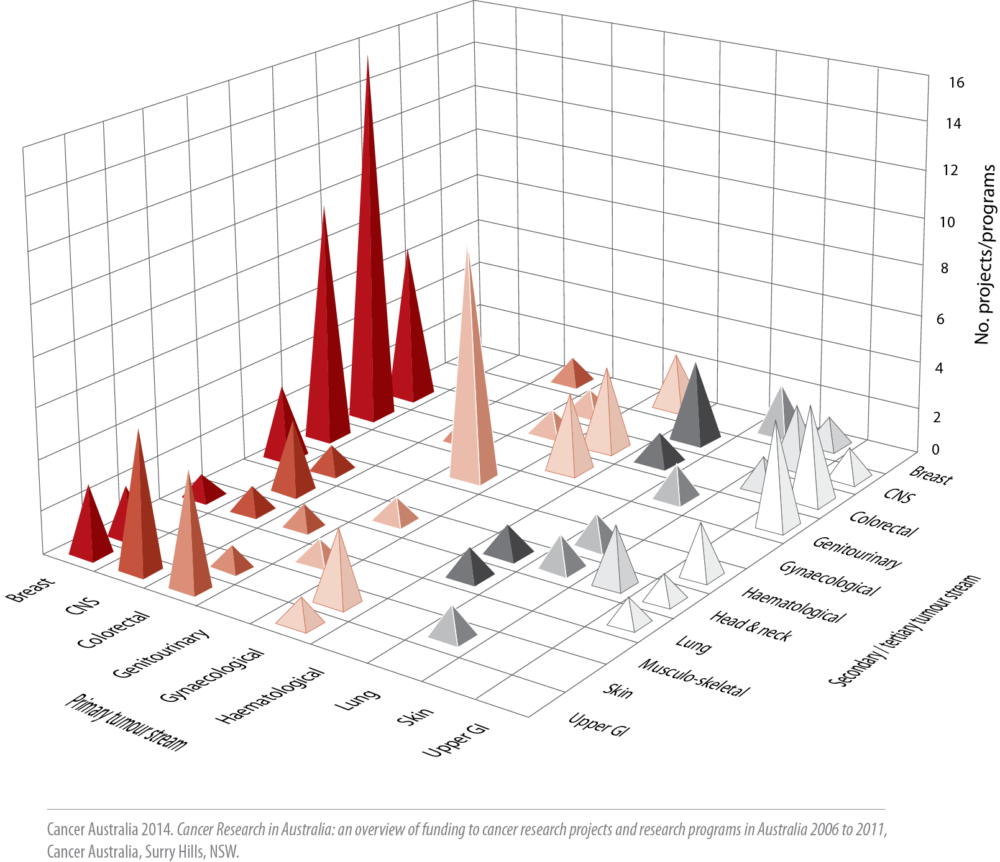 16
14
12
10
8
6
4
2
0
No. projects/programs
Breast
CNS
Colorectal
Genitourinary
Gynaecological
Haematological
Head & neck
Lung
Musculo-skeletal
Skin
Upper GI
Secondary / tertiary tumour stream
Breast
CNS
Colorectal
Genitourinary
Gynaecological
Haematological
Lung
Skin
Upper GI
Primary tumour stream
Cancer Australia 2014. Cancer Research in Australia: an overview of funding to cancer research projects and research programs in Australia 2006 to 2011,
Cancer Australia, Surry Hills, NSW.